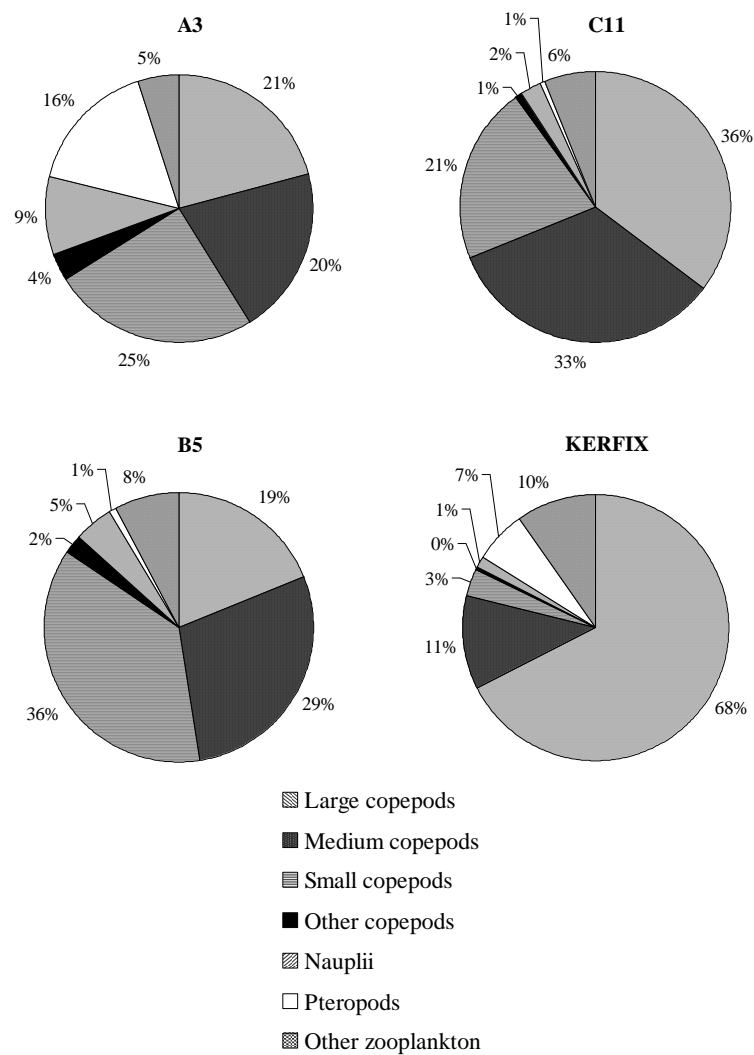 A3
5%
21%
16%
9%
20%
4%
25%
C11
1%
2%
6%
1%
36%
21%
33%
B5
1%
8%
5%
19%
2%
36%
29%
KERFIX
7%
10%
1%
0%
3%
11%
68%
Large copepods
Medium copepods
Small copepods
Other copepods
Nauplii
Pteropods
Other zooplankton